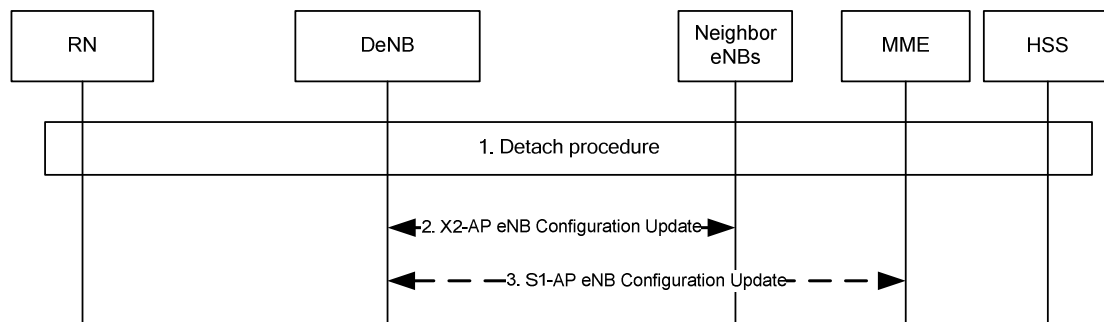 RN
DeNB
Neighbor
eNBs
MME
HSS
1. Detach procedure
2. X2-AP eNB Configuration Update
3. S1-AP eNB Configuration Update